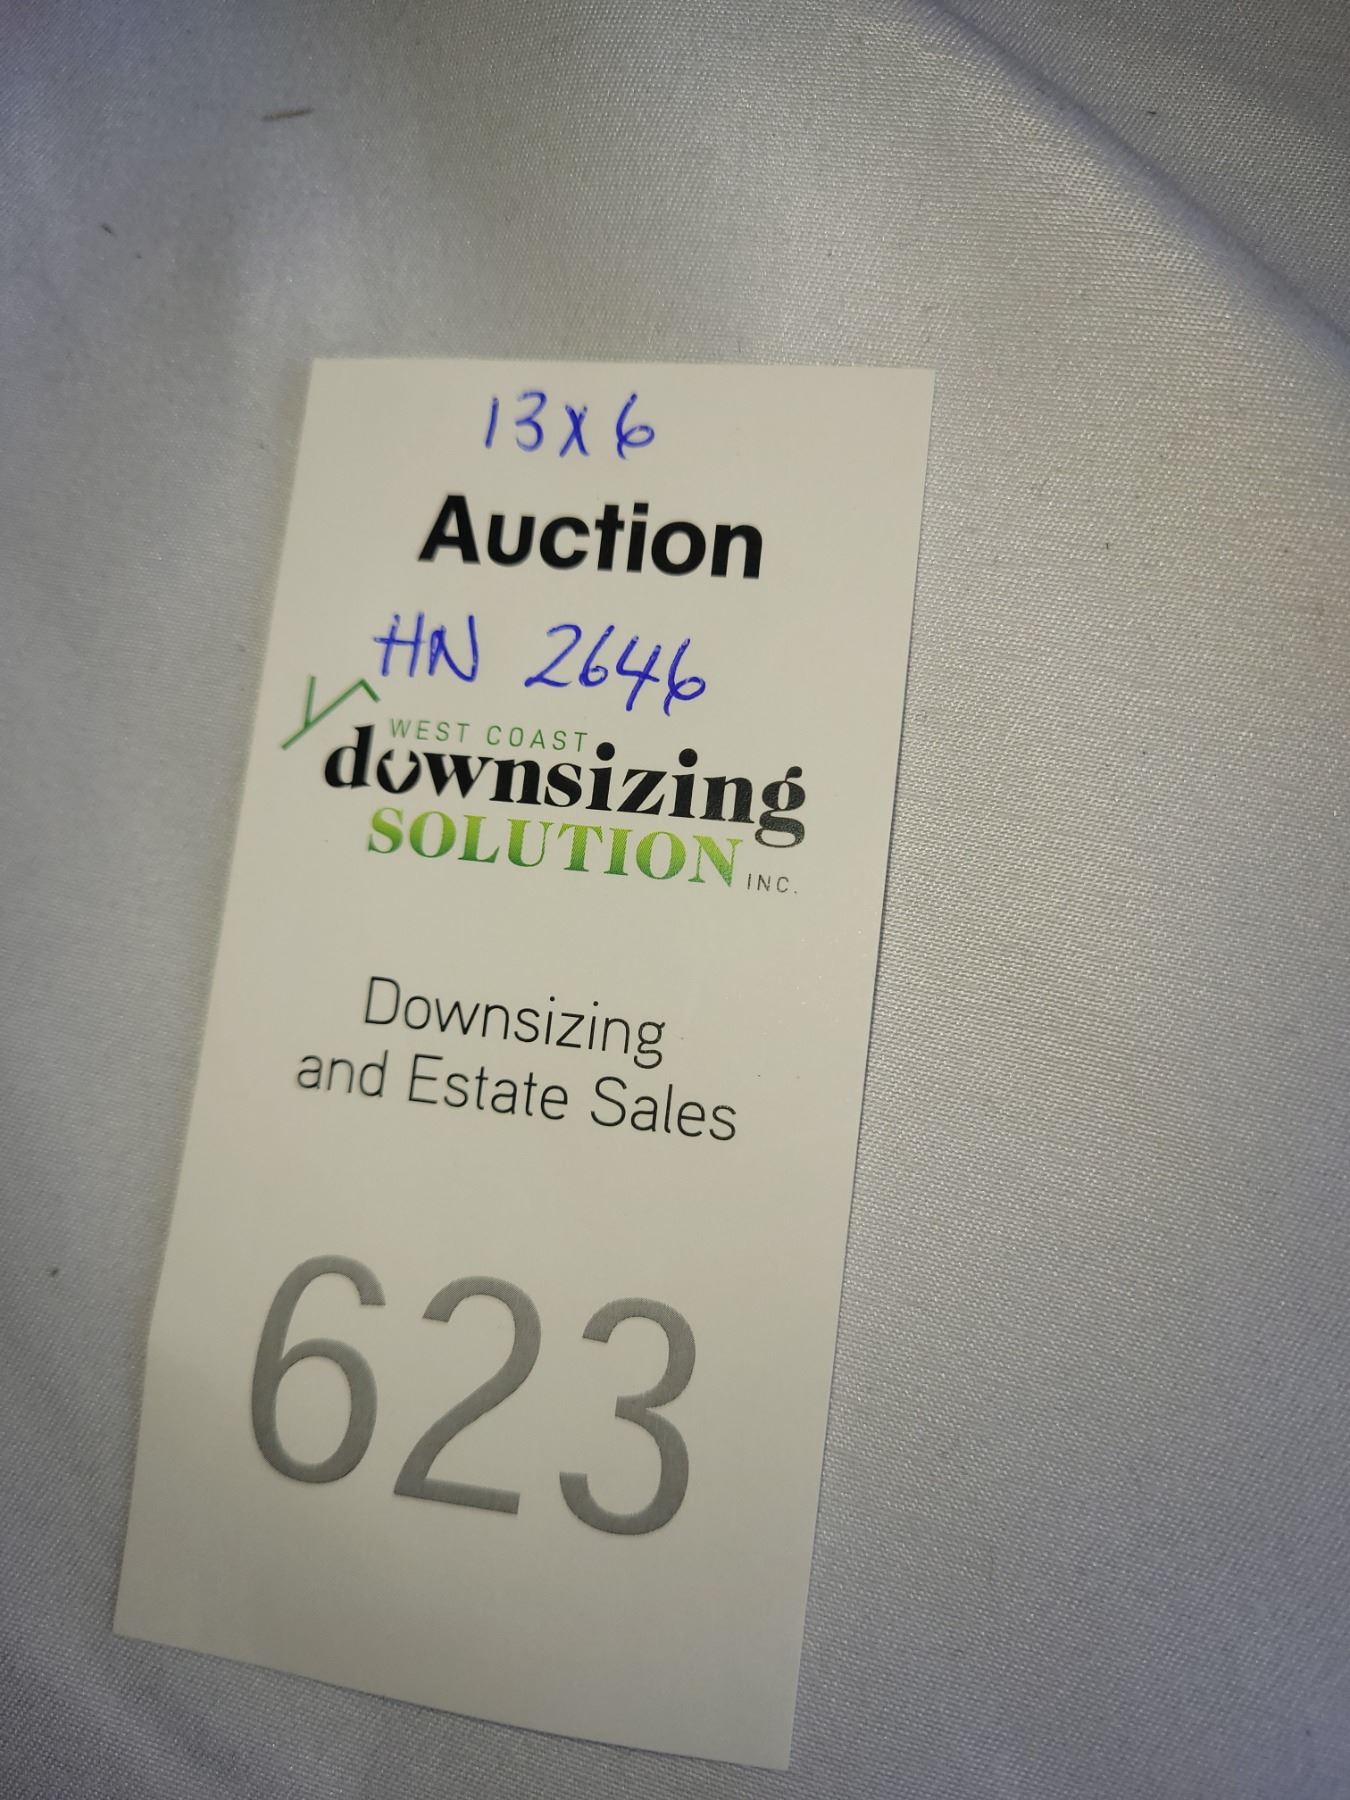 13x6
Auction
HN 2646
WEST COAST
downsizing
SOLUTION INC.
Downsizing
and Estate Sales
623